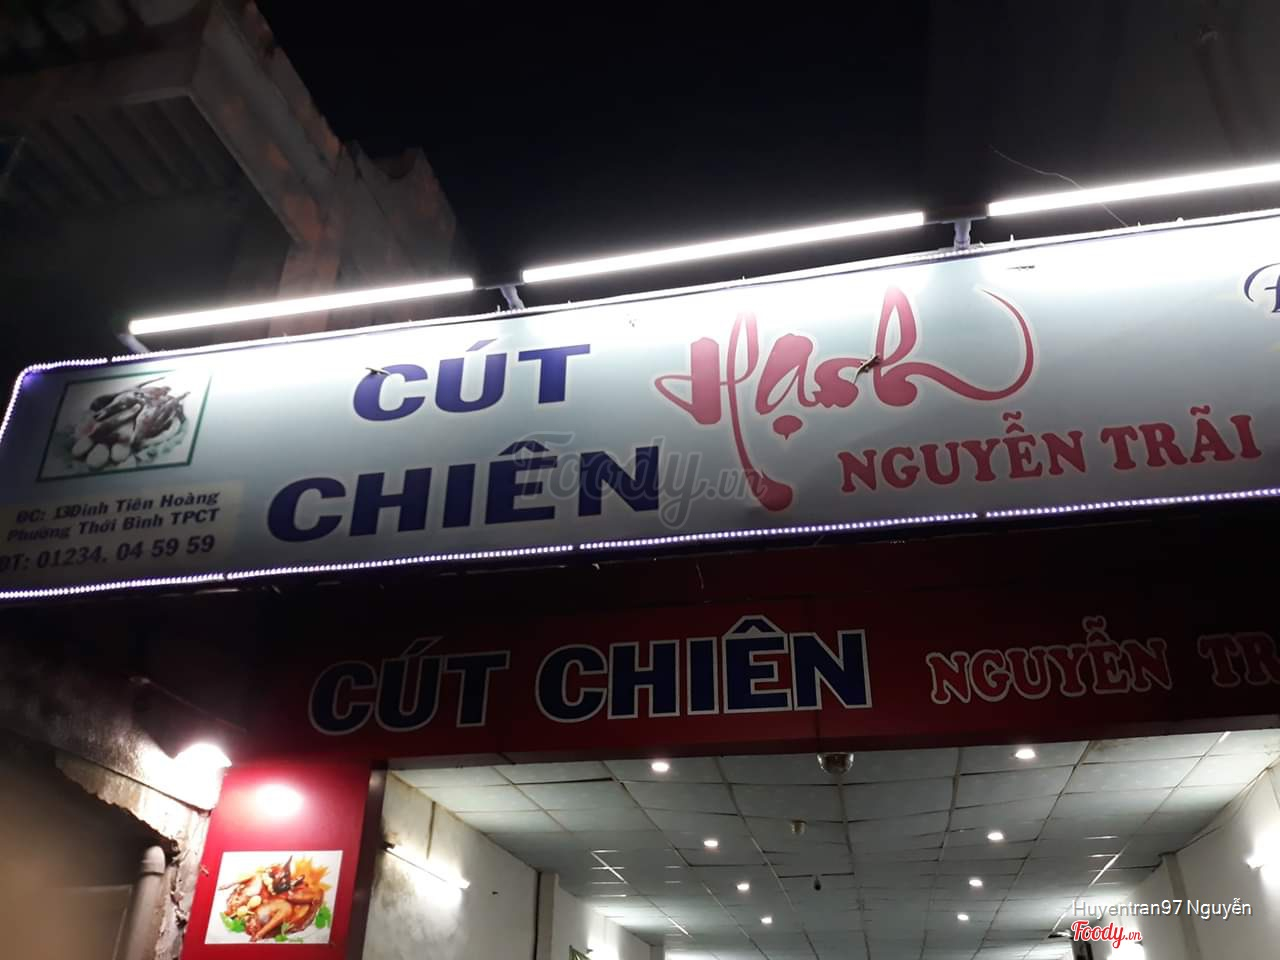 CÚT
CHIÊN
Hạnh
NGUYỄN TRÃI
ĐC: 13Đinh Tiên Hoàng
Phường Thới Bình TPCT
ĐT: 01234. 04 59 59
Foody.vn
CÚT CHIÊN NGUYỄN TR
Huyentran97 Nguyễn
Foody.vn